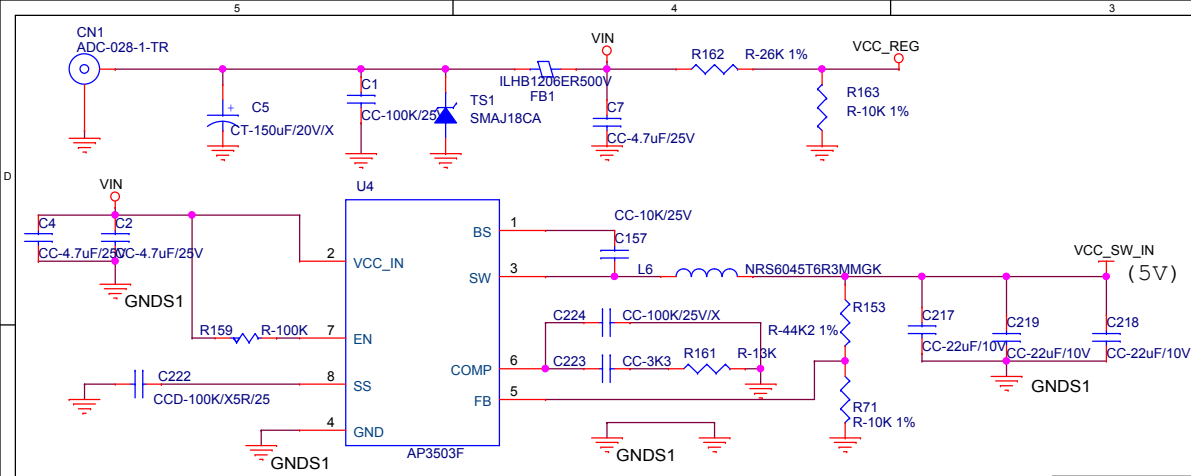 5
4
3
D
CN1
ADC-028-1-TR
+
C5
CT-150uF/20V/X
C1
CC-100K/25V
TS1
SMAJ18CA
ILHB1206ER500V
FB1
VIN
C7
CC-4.7uF/25V
R162
R-26K 1%
VCC_REG
R163
R-10K 1%
VIN
C4
CC-4.7uF/25V
C2
CC-4.7uF/25V
GNDS1
R159
R-100K
C222
CCD-100K/X5R/25
GNDS1
U4
2
VCC_IN
7
EN
8
SS
4
GND
BS
1
SW
3
COMP
6
FB
5
AP3503F
CC-10K/25V
C157
L6
NRS6045T6R3MMGK
C224
CC-100K/25V/X
C223
CC-3K3
R161
R-13K
GNDS1
R153
R-44K2 1%
R71
R-10K 1%
VCC_SW_IN
(5V)
C217
CC-22uF/10V
C219
CC-22uF/10V
C218
CC-22uF/10V
GNDS1